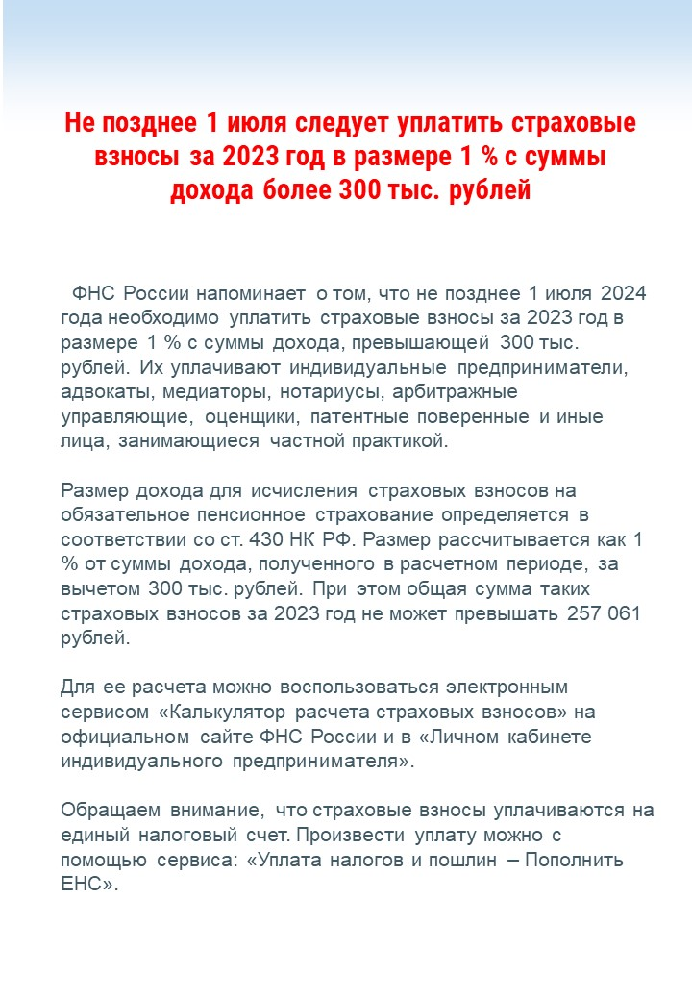 Не позднее 1 июля следует уплатить страховые
взносы за 2023 год в размере 1 % с суммы
дохода более 300 тыс. рублей
ФНС России напоминает о том, что не позднее 1 июля 2024
года необходимо уплатить страховые взносы за 2023 год в
размере 1 % с суммы дохода, превышающей 300 тыс.
рублей. Их уплачивают индивидуальные предприниматели,
адвокаты, медиаторы, нотариусы, арбитражные
управляющие, оценщики, патентные поверенные и иные
лица, занимающиеся частной практикой.
Размер дохода для исчисления страховых взносов на
обязательное пенсионное страхование определяется в
соответствии со ст. 430 НК РФ. Размер рассчитывается как 1
% от суммы дохода, полученного в расчетном периоде, за
вычетом 300 тыс. рублей. При этом общая сумма таких
страховых взносов за 2023 год не может превышать 257 061
рублей.
Для ее расчета можно воспользоваться электронным
сервисом «Калькулятор расчета страховых взносов» на
официальном сайте ФНС России и в «Личном кабинете
индивидуального предпринимателя».
Обращаем внимание, что страховые взносы уплачиваются на
единый налоговый счет. Произвести уплату можно с
помощью сервиса: «Уплата налогов и пошлин – Пополнить
ЕНС».